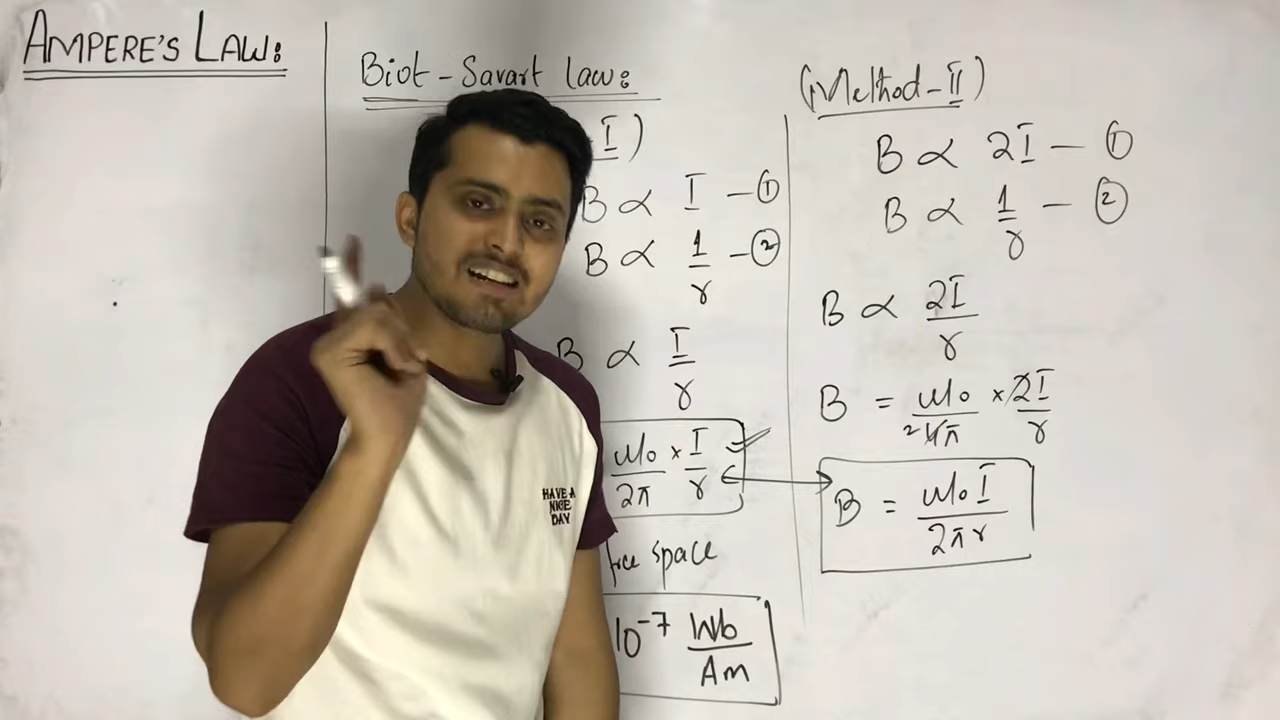 AMPERE'S LAW:
Biot-Savart law:
I)
B ∝ I — ①
B ∝ 1/r — ②
B ∝ I/r
μ₀/2π × I/r
free space
10⁻⁷ Wb/Am
(Method-II)
B ∝ 2I — ①
B ∝ 1/r — ②
B ∝ 2I/r
B = μ₀/4π × 2I/r
2
B = μ₀I/2πr
HAVE A
NICE
DAY